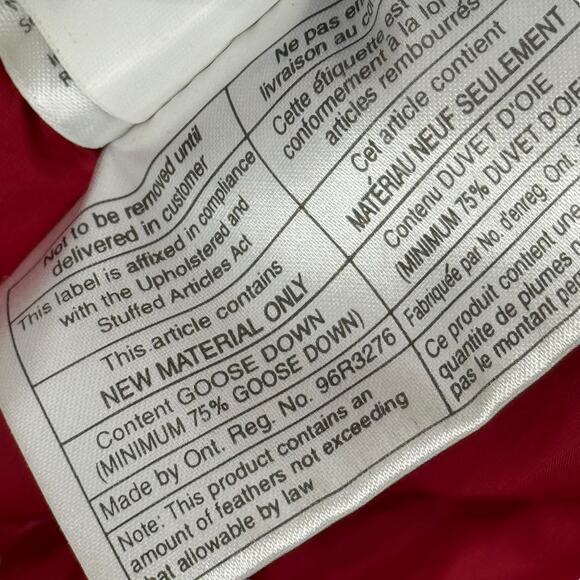 Not to be removed until
delivered in customer
This label is affixed in compliance
with the Upholstered and
Stuffed Articles Act
This article contains
NEW MATERIAL ONLY
Content GOOSE DOWN
(MINIMUM 75% GOOSE DOWN)
Made by Ont. Reg. No. 96R3276
Note: This product contains an
amount of feathers not exceeding
that allowable by law
Ne pas en
livraison au co
Cette étiquette est
conformément à la loi
articles rembourrés
Cet article contient
MATÉRIAU NEUF SEULEMENT
Contenu DUVET D'OIE
(MINIMUM 75% DUVET D'OIE
Fabriquée par No. d'enreg. Ont.
Ce produit contient une
quantite de plumes
pas le montant pe